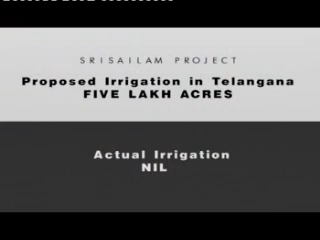 SRISAILAM PROJECT
Proposed Irrigation in Telangana
FIVE LAKH ACRES
Actual Irrigation
NIL